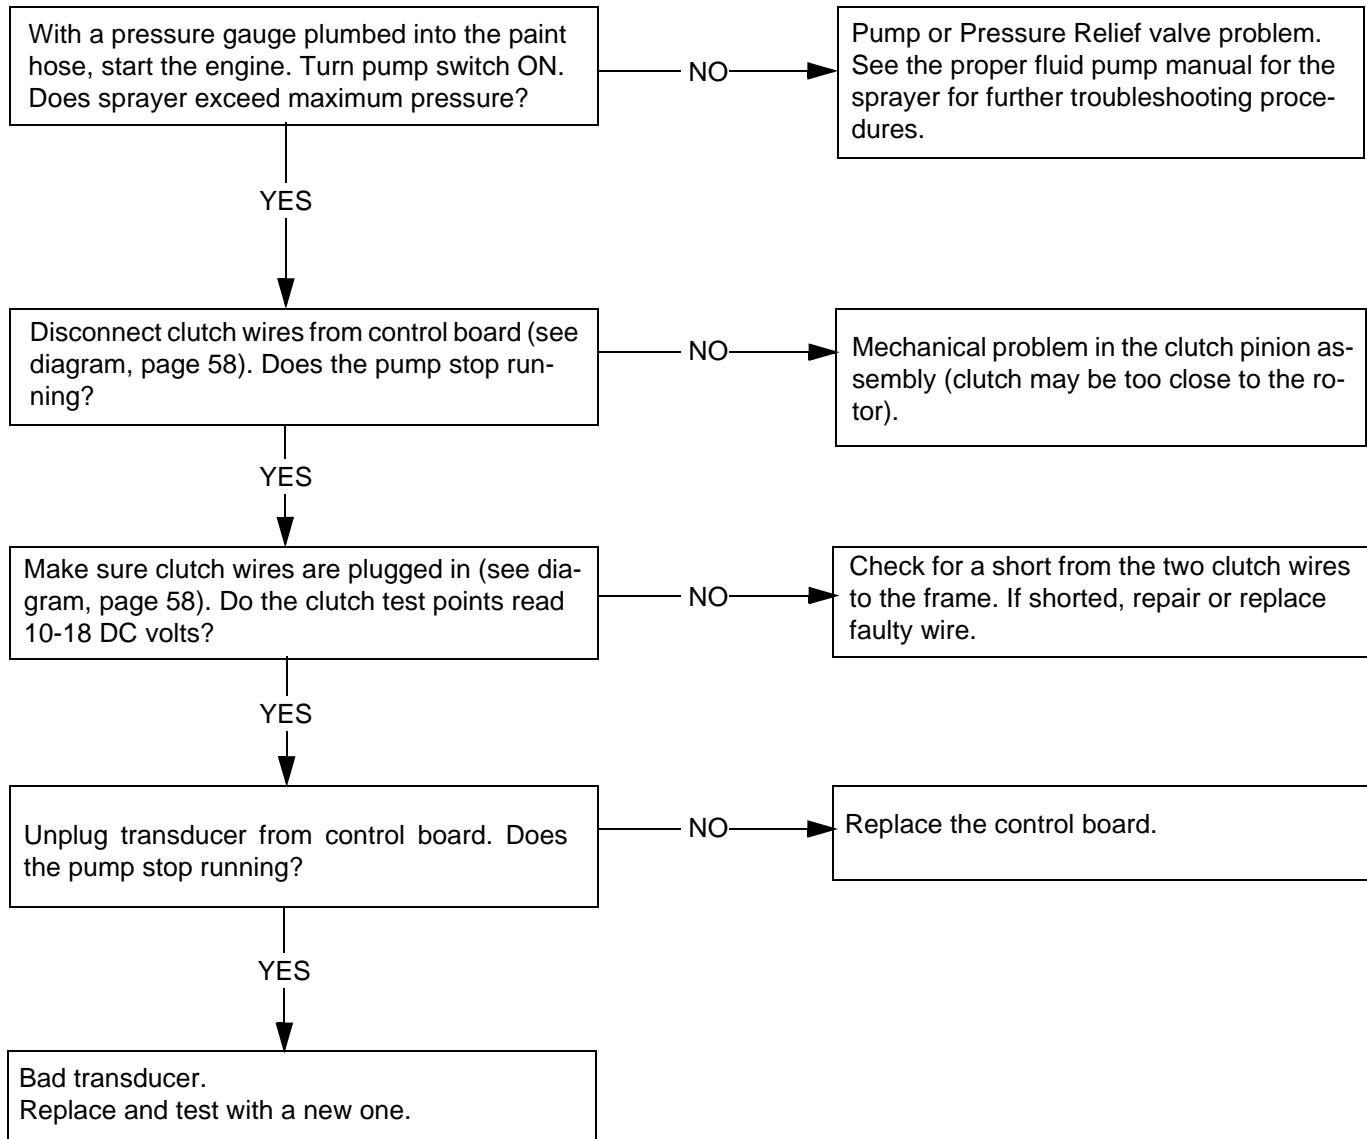 With a pressure gauge plumbed into the paint
hose, start the engine. Turn pump switch ON.
Does sprayer exceed maximum pressure?
NO
Pump or Pressure Relief valve problem.
See the proper fluid pump manual for the
sprayer for further troubleshooting proce-
dures.
YES
Disconnect clutch wires from control board (see
diagram, page 58). Does the pump stop run-
ning?
NO
Mechanical problem in the clutch pinion as-
sembly (clutch may be too close to the ro-
tor).
YES
Make sure clutch wires are plugged in (see dia-
gram, page 58). Do the clutch test points read
10-18 DC volts?
NO
Check for a short from the two clutch wires
to the frame. If shorted, repair or replace
faulty wire.
YES
Unplug transducer from control board. Does
the pump stop running?
NO
Replace the control board.
YES
Bad transducer.
Replace and test with a new one.